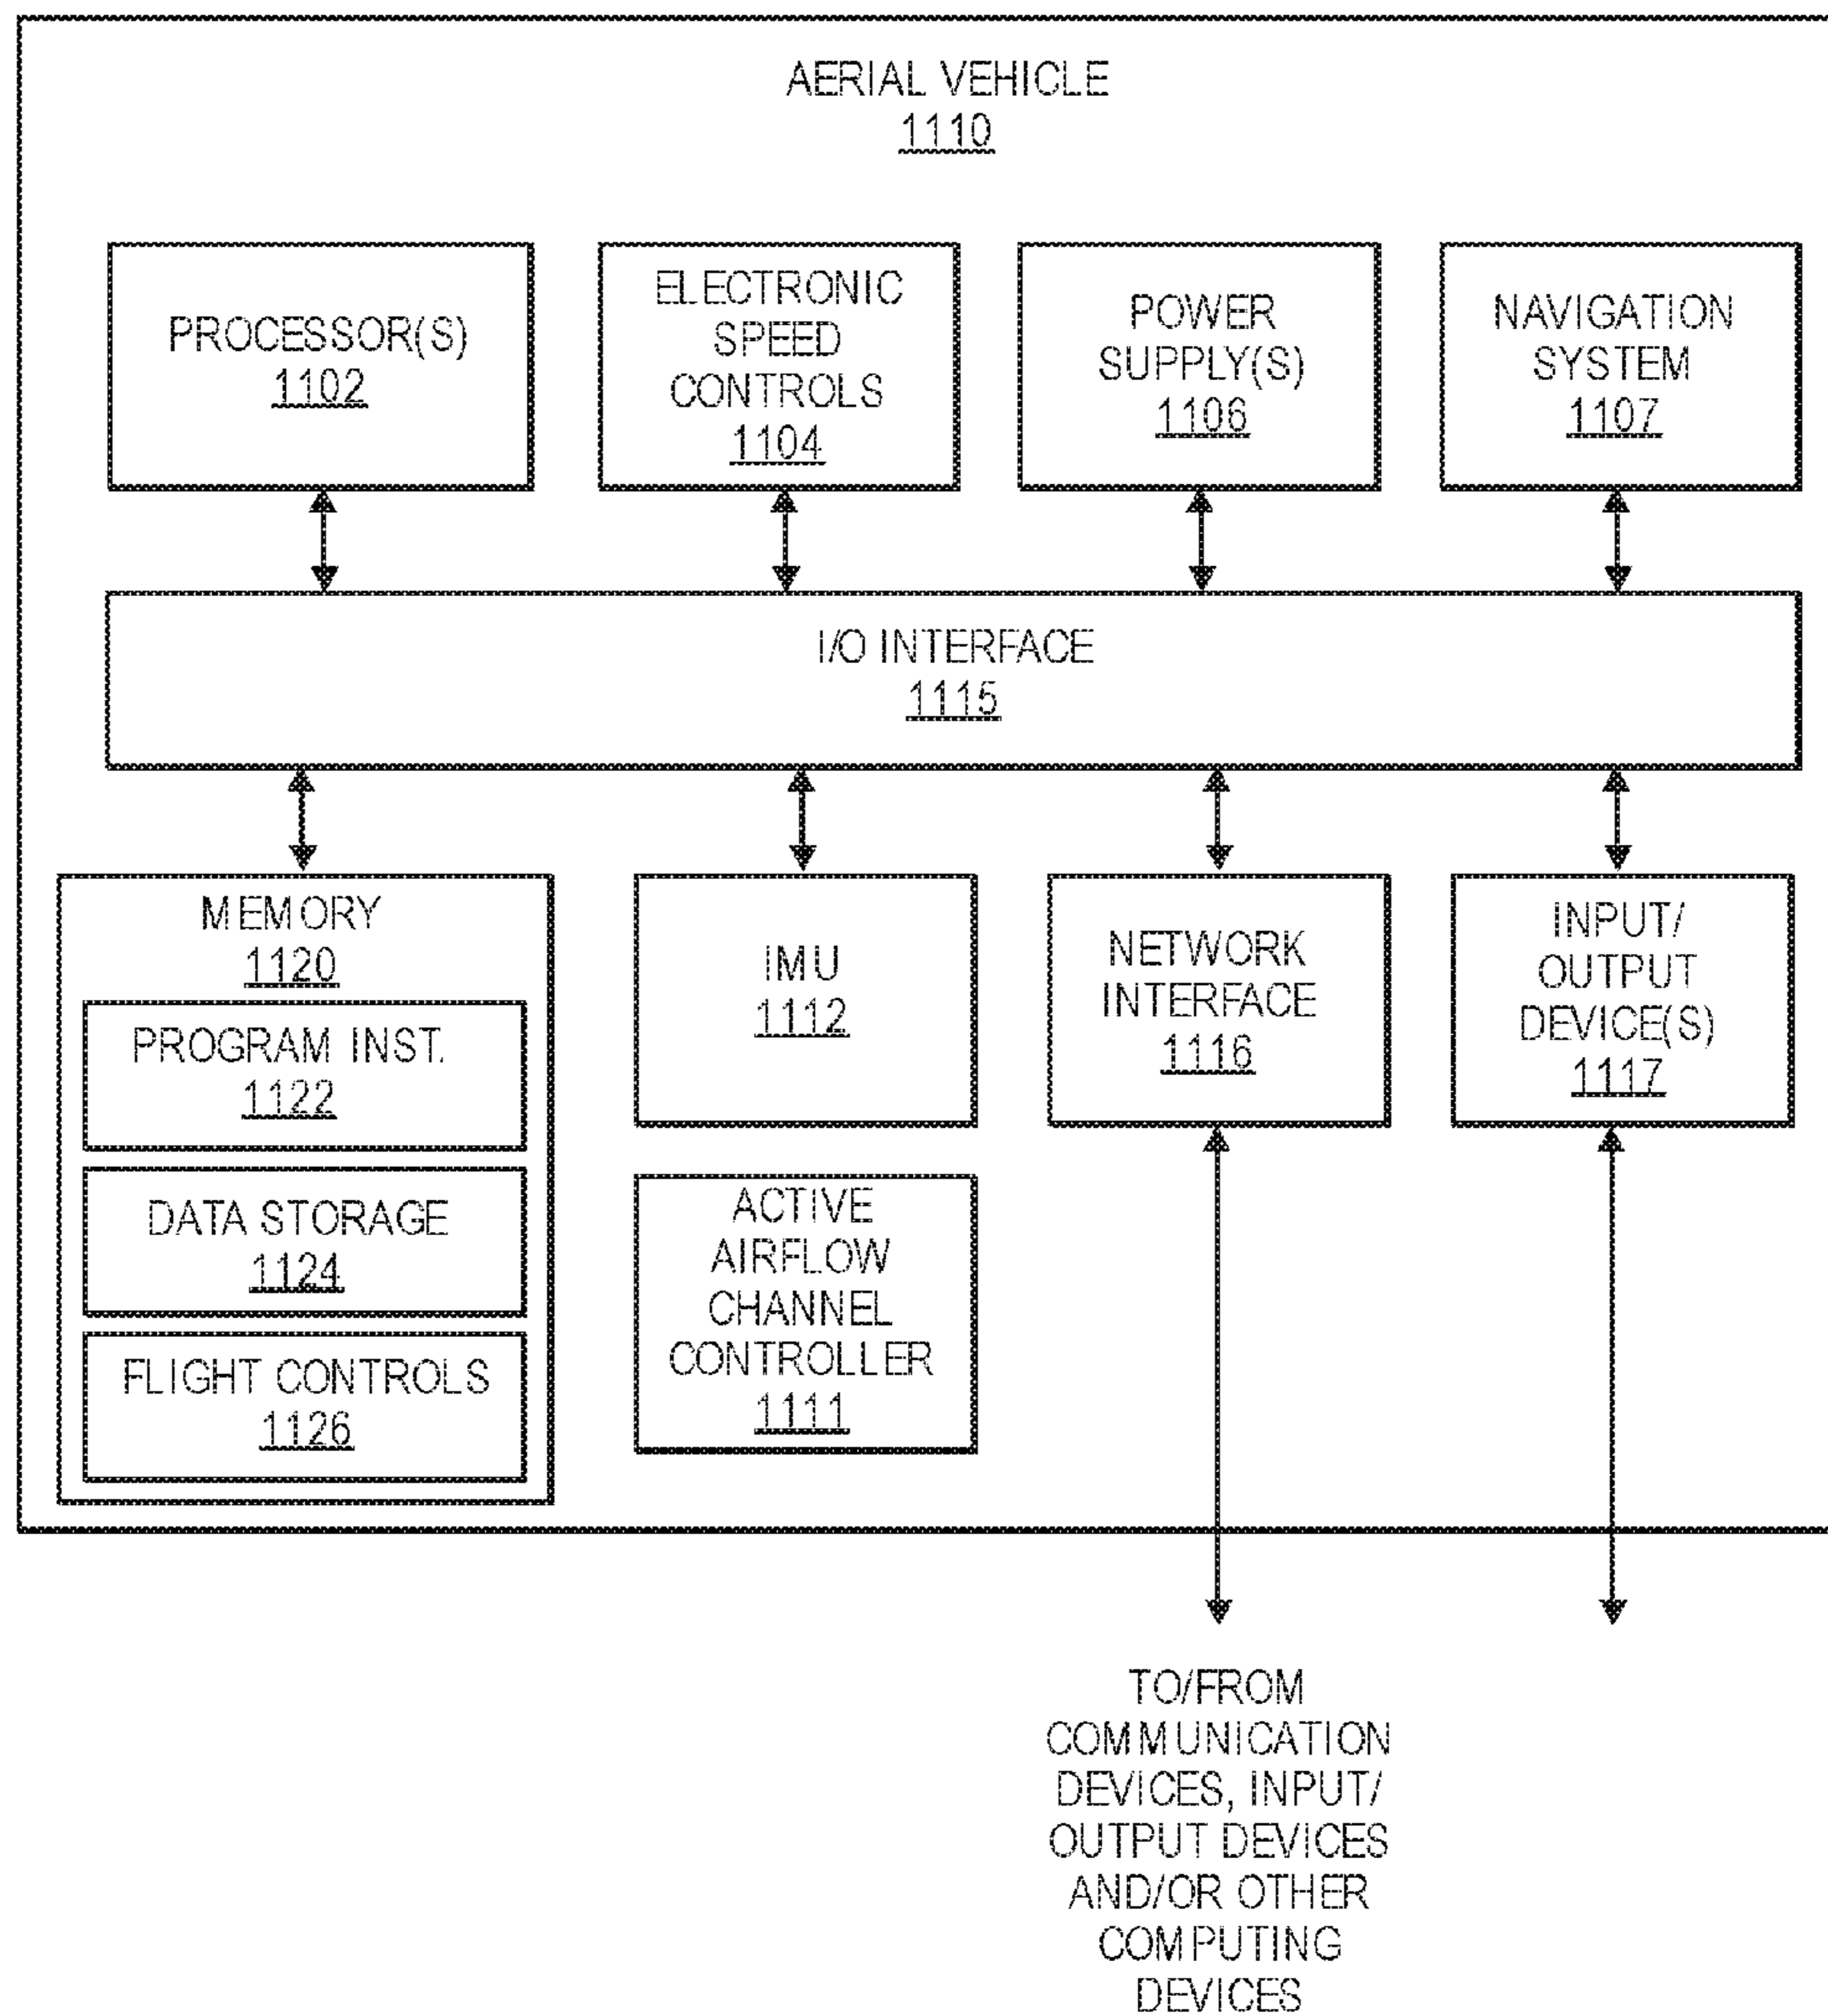 AERIAL VEHICLE
1110
PROCESSOR(S)
1102
ELECTRONIC
SPEED
CONTROLS
1104
POWER
SUPPLY(S)
1106
NAVIGATION
SYSTEM
1107
I/O INTERFACE
1115
MEMORY
1120
PROGRAM INST.
1122
DATA STORAGE
1124
FLIGHT CONTROLS
1126
IMU
1112
ACTIVE
AIRFLOW
CHANNEL
CONTROLLER
1111
NETWORK
INTERFACE
1116
INPUT/
OUTPUT
DEVICE(S)
1117
TO/FROM
COMMUNICATION
DEVICES, INPUT/
OUTPUT DEVICES
AND/OR OTHER
COMPUTING
DEVICES